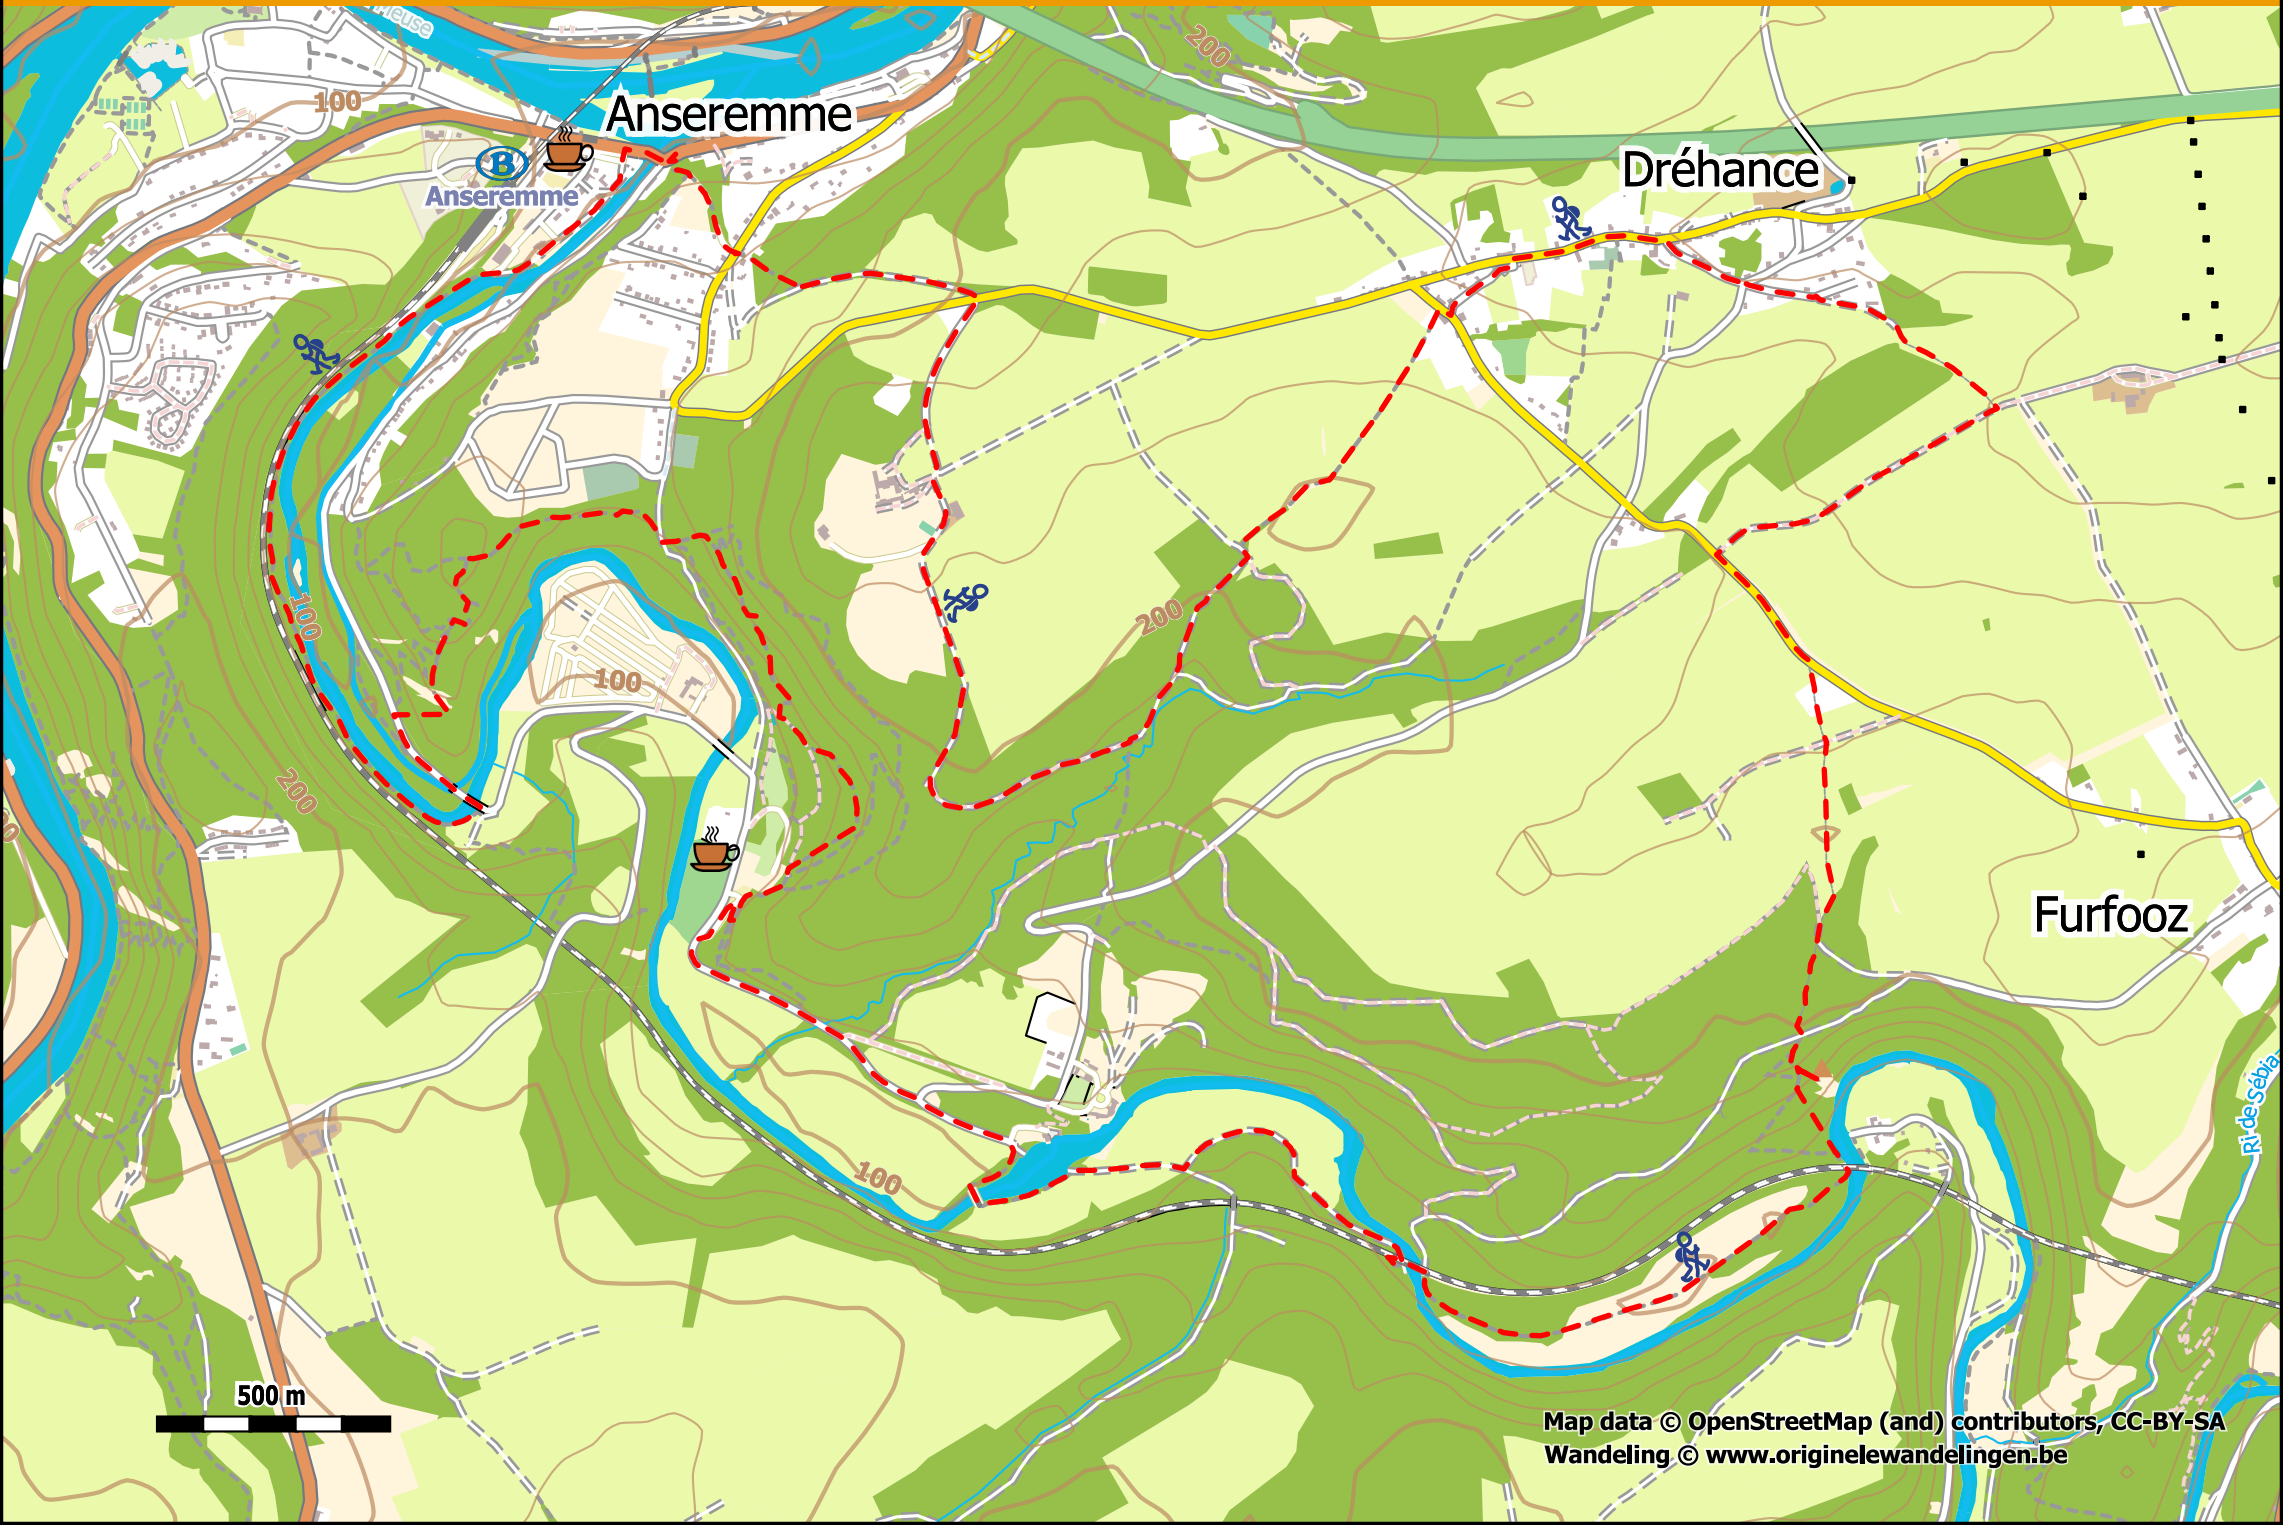 Meuse
200
100
Anseremme
B
Anseremme
Dréhance
100
200
100
200
Furfooz
Ri de Sébia
100
500 m
Map data © OpenStreetMap (and) contributors, CC-BY-SA
Wandeling © www.originelewandelingen.be